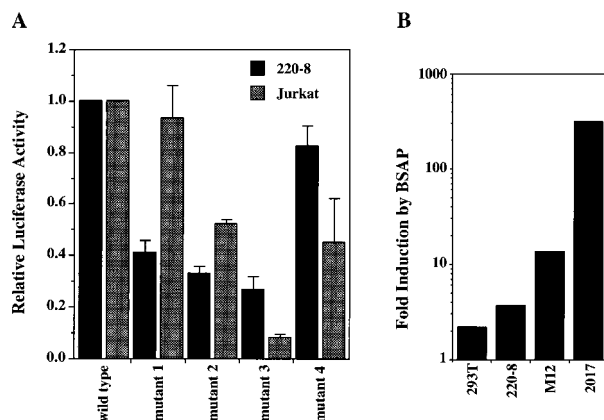 A
Relative Luciferase Activity
1.2
1.0
0.8
0.6
0.4
0.2
0.0
220-8
Jurkat
wild type
mutant 1
mutant 2
mutant 3
mutant 4
B
Fold Induction by BSAP
1000
100
10
1
293T
220-8
M12
2017